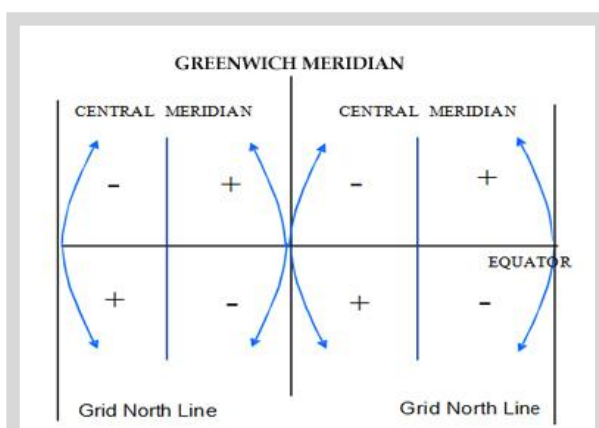 GREENWICH MERIDIAN
CENTRAL MERIDIAN CENTRAL MERIDIAN
- + - +
EQUATOR
+ - + -
Grid North Line Grid North Line